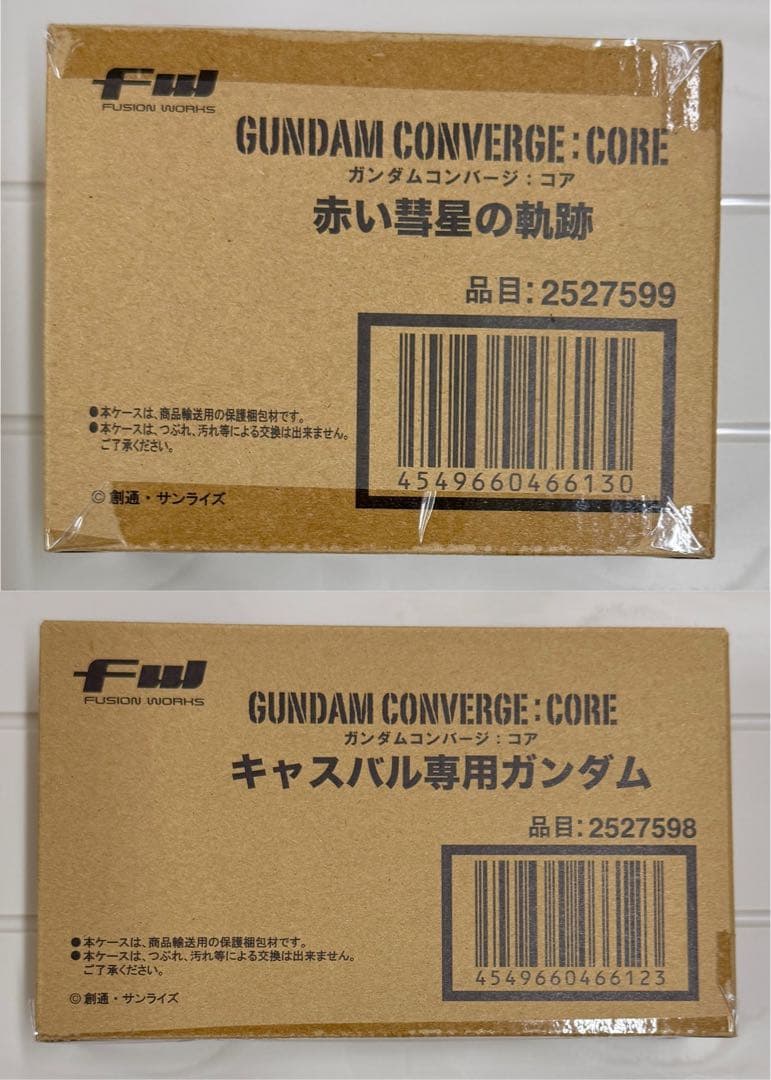 fw
FUSION WORKS
GUNDAM CONVERGE:CORE
ガンダムコンバージ：コア
赤い彗星の軌跡
品目:2527599
●本ケースは、商品輸送用の保護梱包材です。
●本ケースは、つぶれ、汚れ等による交換は出来ません。
ご了承ください。
4549660466130
©創通・サンライズ
fw
FUSION WORKS
GUNDAM CONVERGE:CORE
ガンダムコンバージ：コア
キャスバル専用ガンダム
品目:2527598
●本ケースは、商品輸送用の保護梱包材です。
●本ケースは、つぶれ、汚れ等による交換は出来ません。
ご了承ください。
4549660466123
©創通・サンライズ